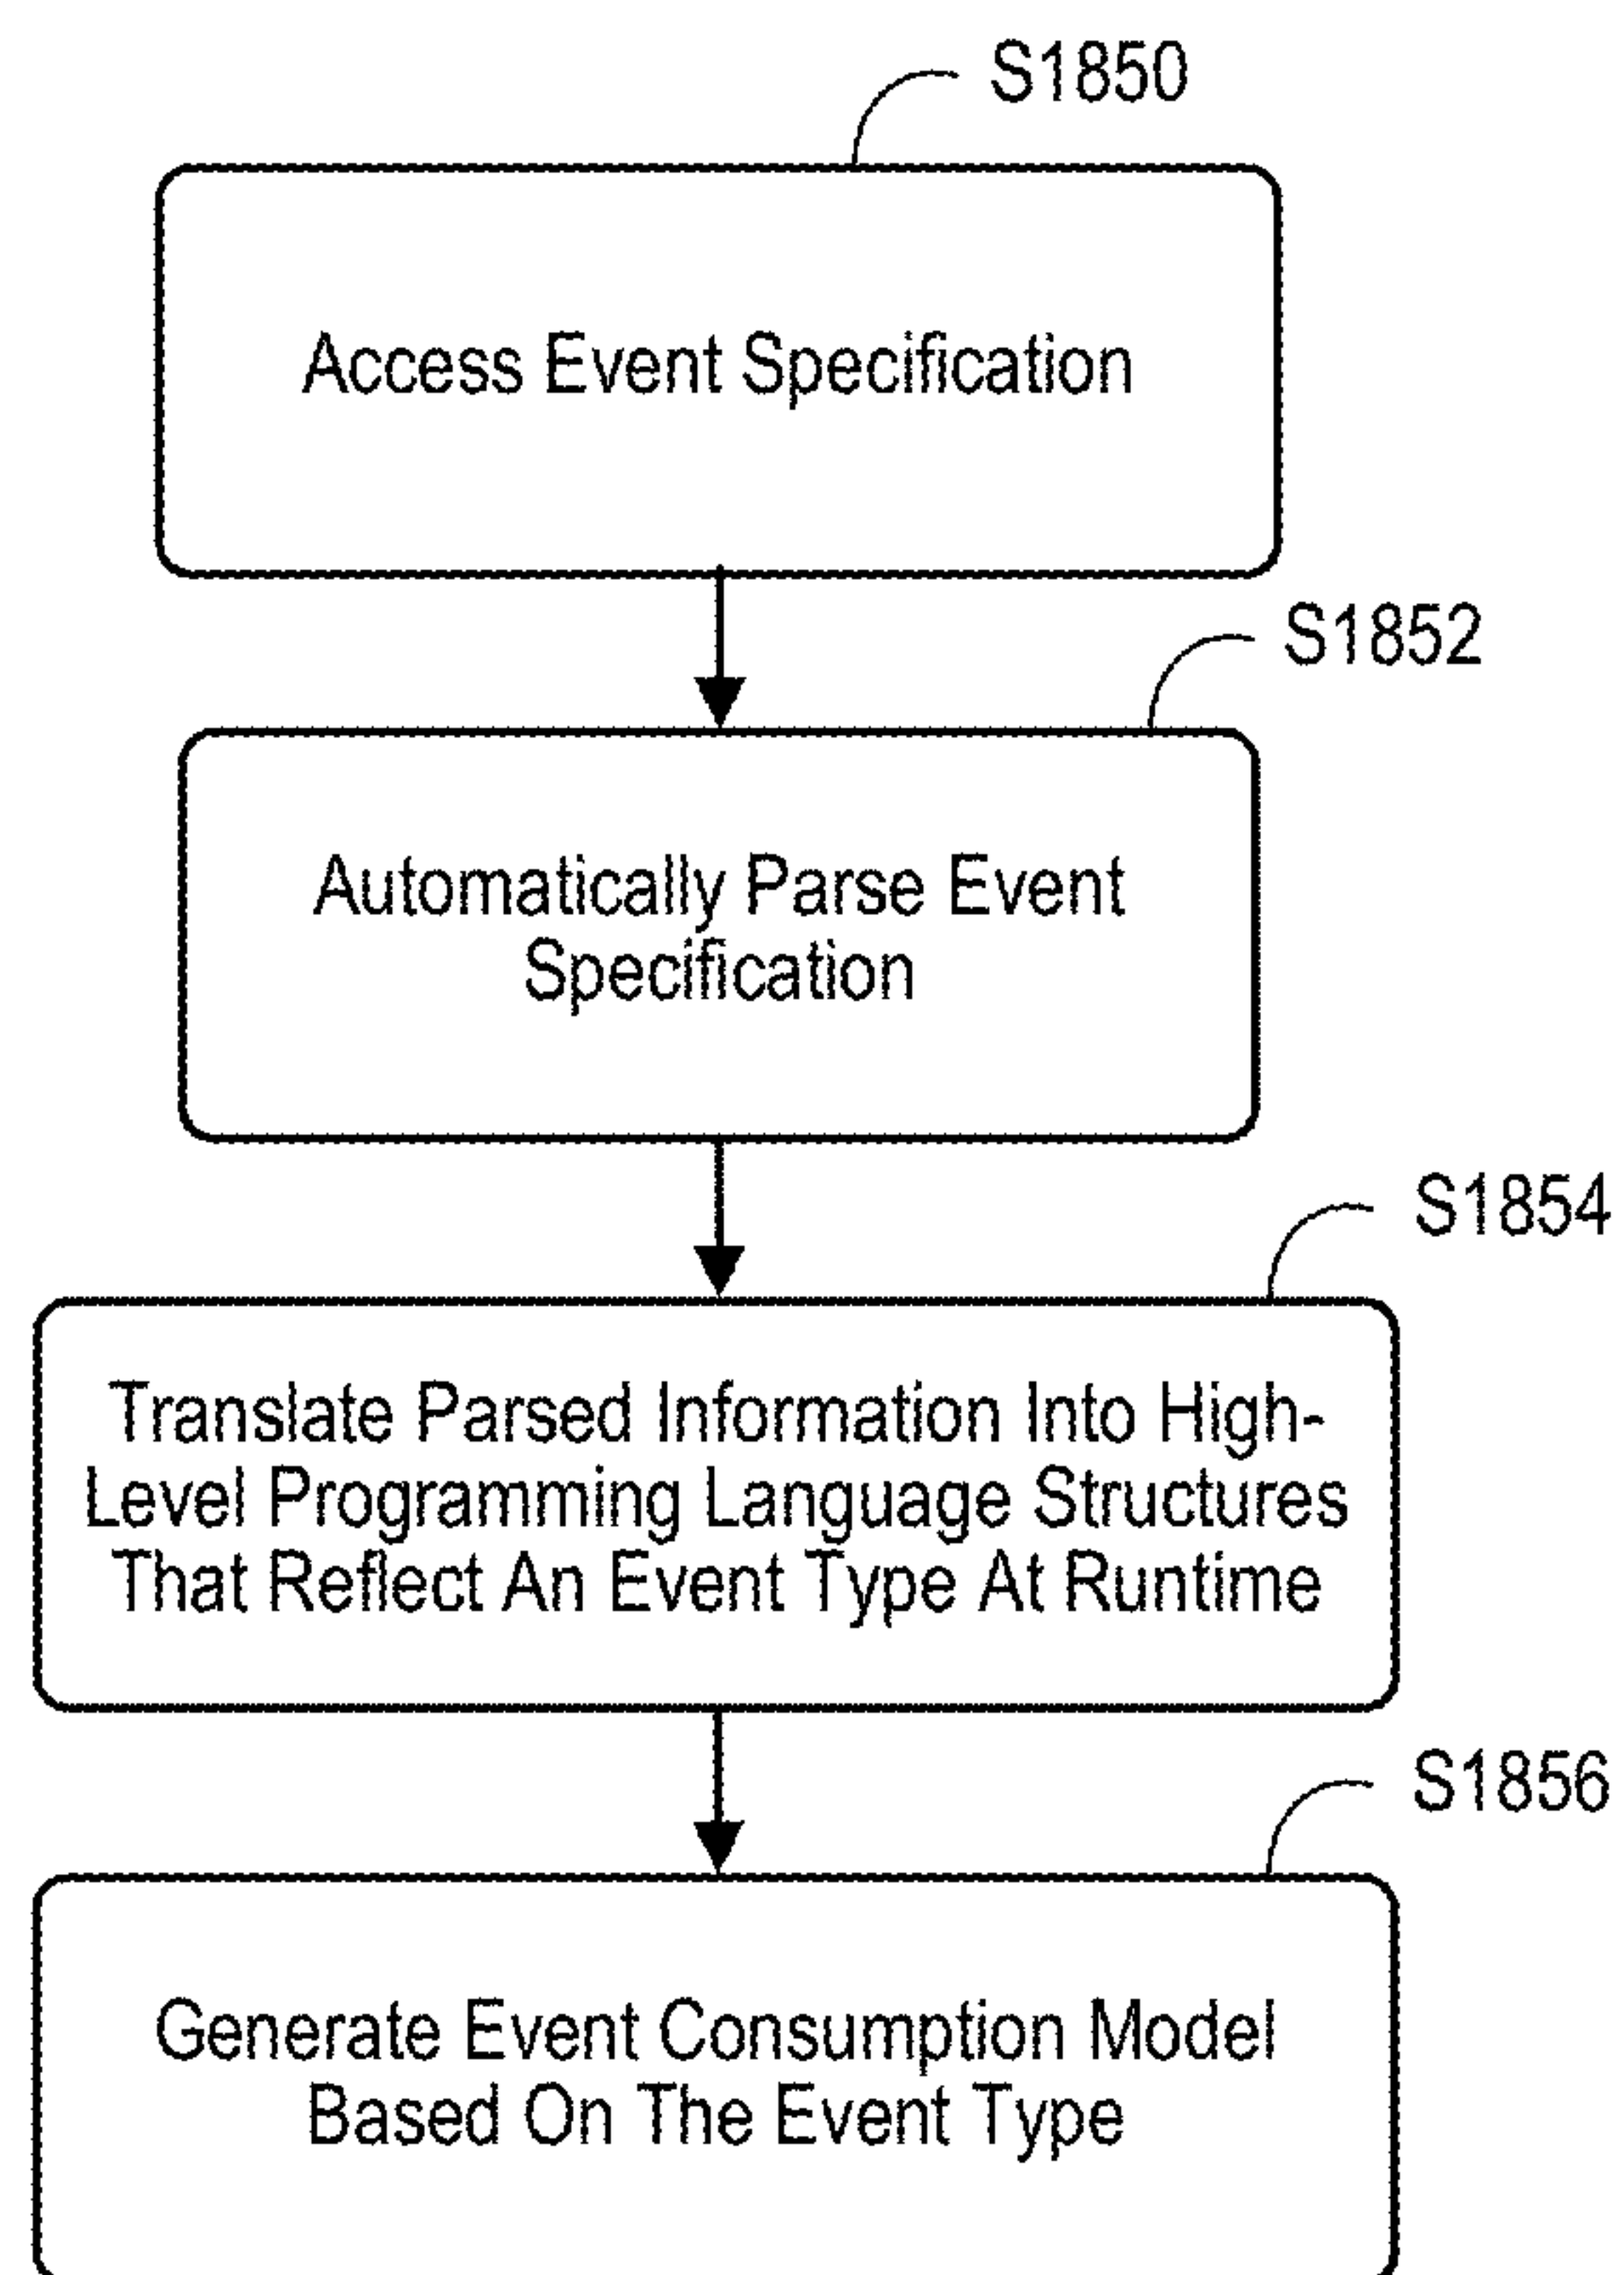 S1850
Access Event Specification
S1852
Automatically Parse Event
Specification
S1854
Translate Parsed Information Into High-
Level Programming Language Structures
That Reflect An Event Type At Runtime
S1856
Generate Event Consumption Model
Based On The Event Type